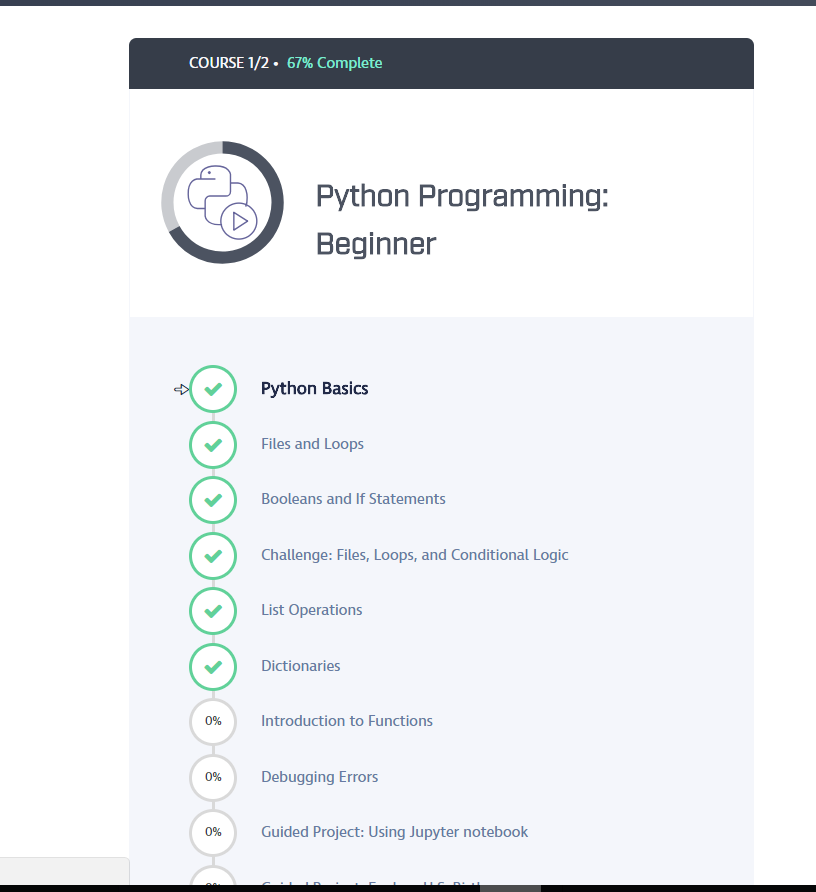 COURSE 1/2 • 67% Complete
Python Programming:
Beginner
Python Basics
Files and Loops
Booleans and If Statements
Challenge: Files, Loops, and Conditional Logic
List Operations
Dictionaries
0% Introduction to Functions
0% Debugging Errors
0% Guided Project: Using Jupyter notebook